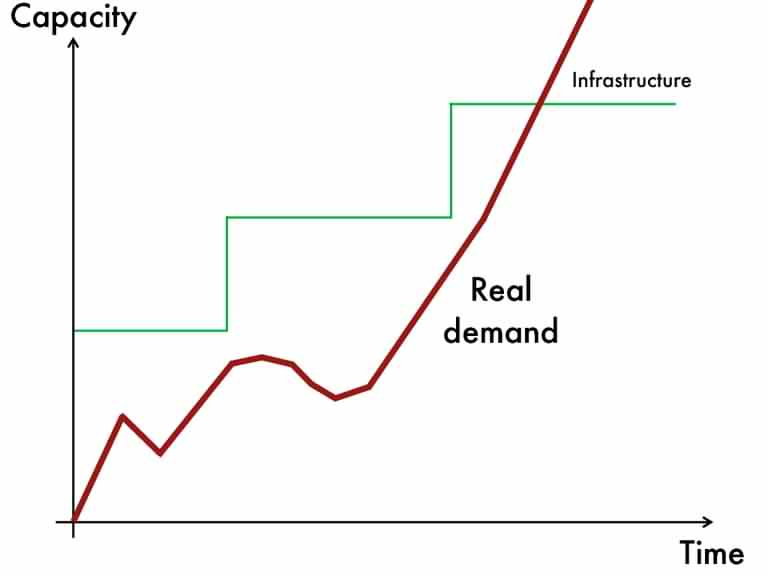 Capacity
Infrastructure
Real
demand
Time